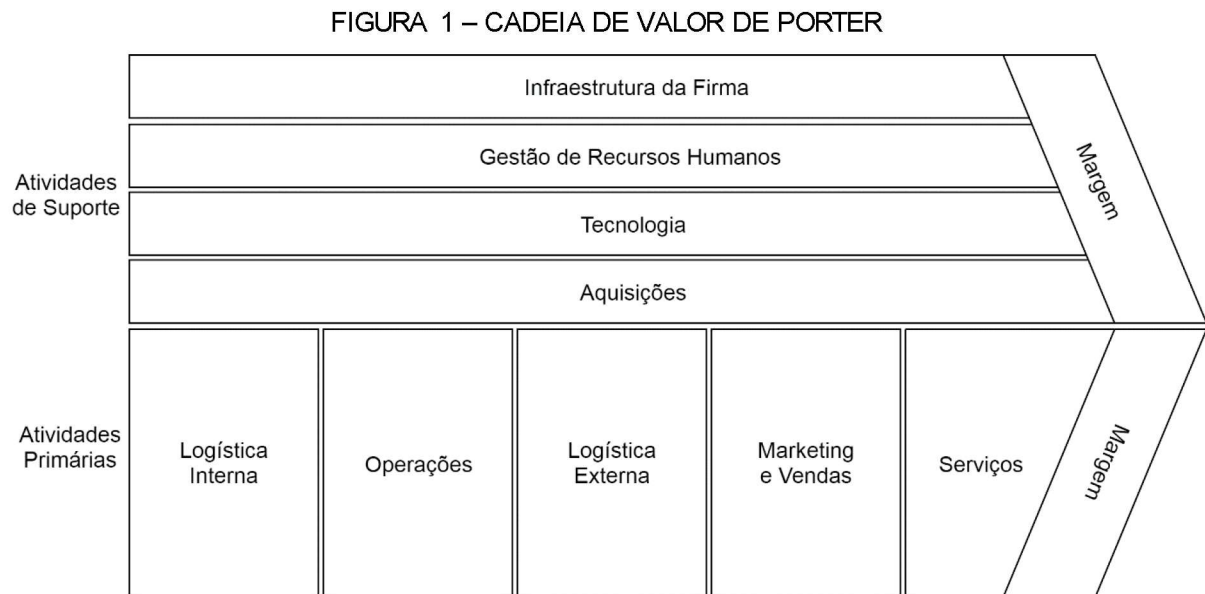 FIGURA 1 – CADEIA DE VALOR DE PORTER
Infraestrutura da Firma
Gestão de Recursos Humanos
Atividades
de Suporte
Tecnologia
Aquisições
Margem
Atividades
Primárias
Logística
Interna
Operações
Logística
Externa
Marketing
e Vendas
Serviços
Margem